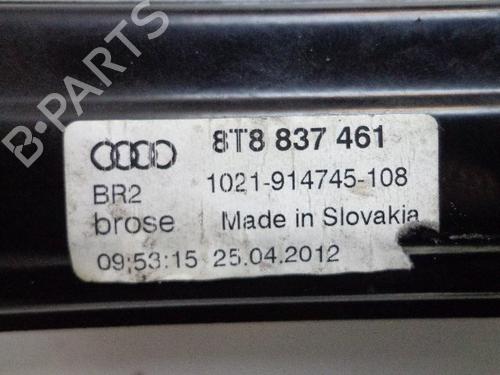 B-PARTS
8T8 837 461
BR2 1021-914745-108
brose Made in Slovakia
09:53:15 25.04.2012